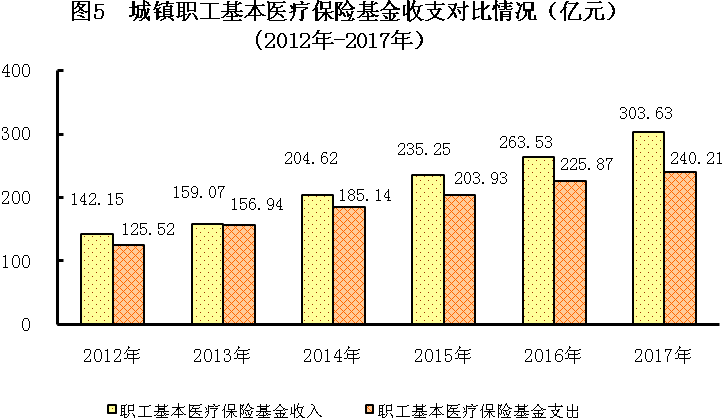 图5　城镇职工基本医疗保险基金收支对比情况（亿元）
（2012年-2017年）
400
300
200
100
0
142.15
125.52
159.07
156.94
204.62
185.14
235.25
203.93
263.53
225.87
303.63
240.21
2012年
2013年
2014年
2015年
2016年
2017年
职工基本医疗保险基金收入
职工基本医疗保险基金支出